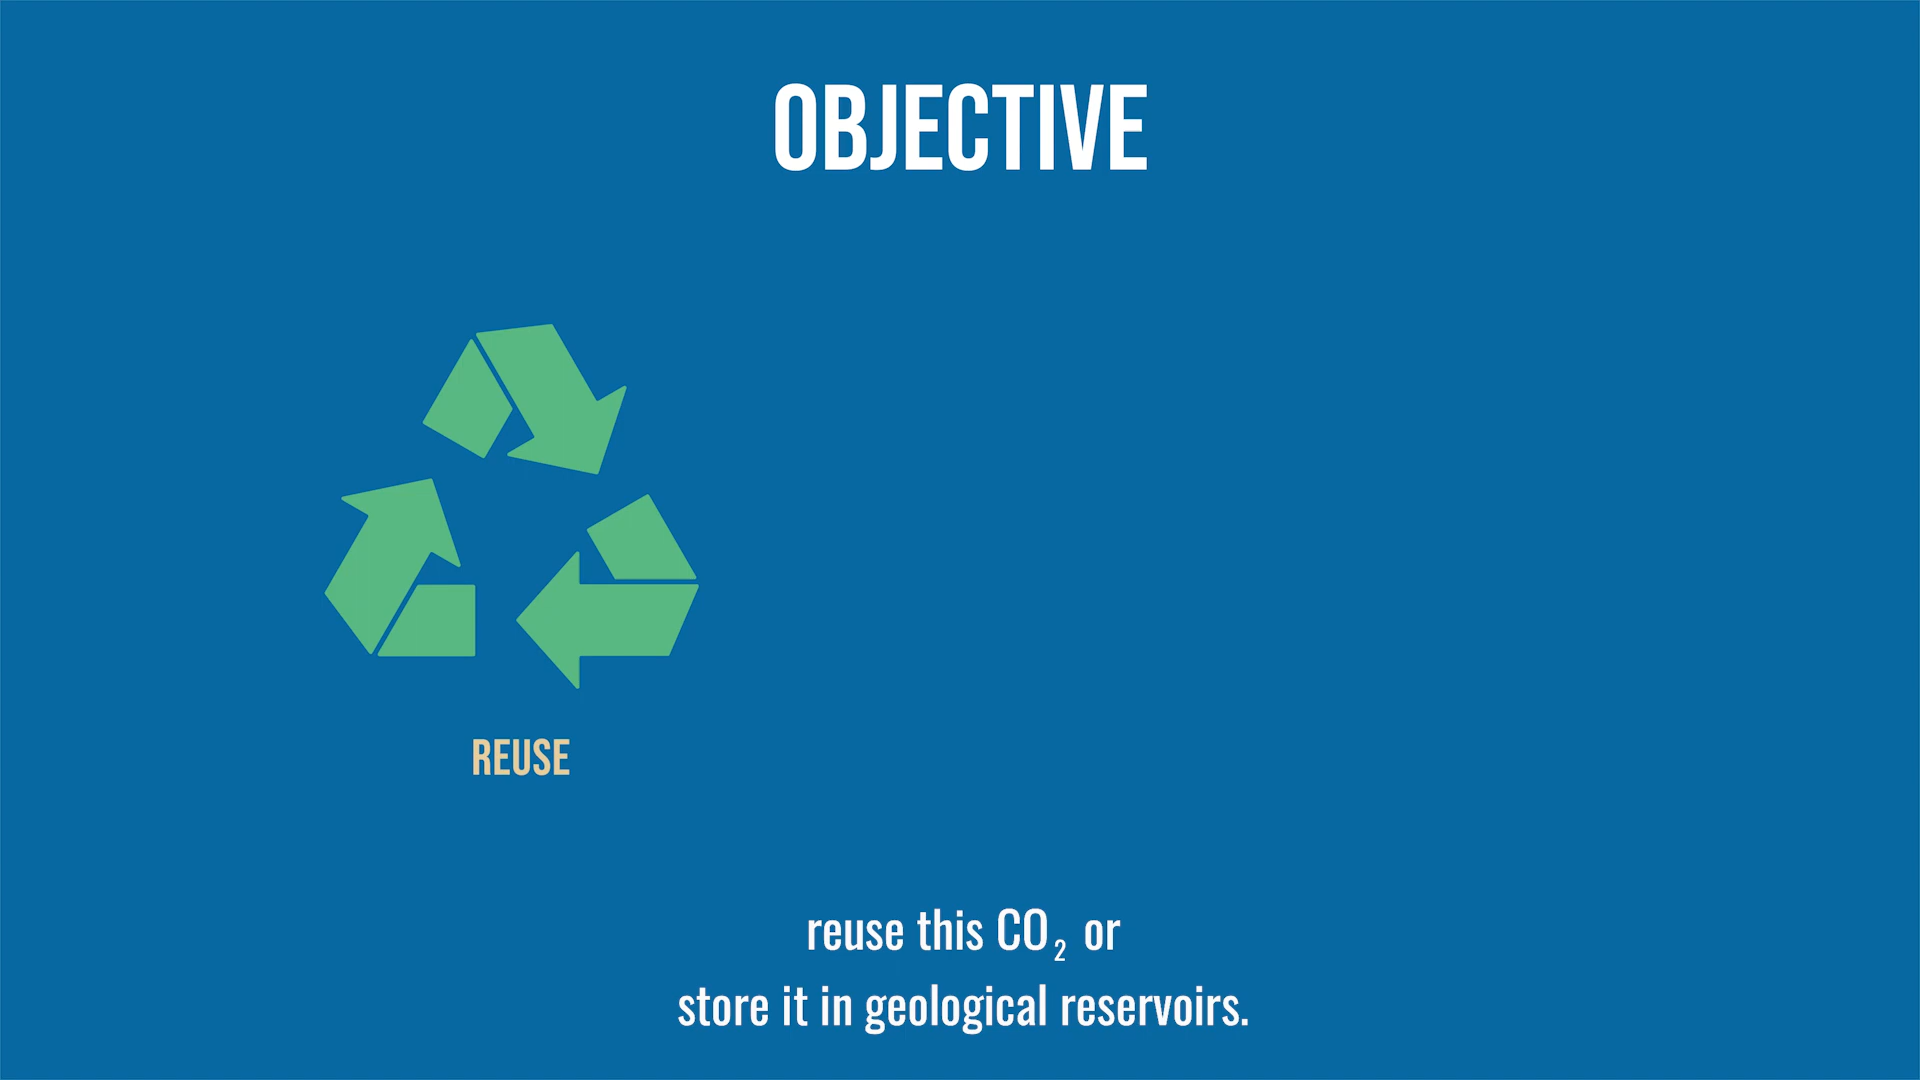 OBJECTIVE
REUSE
reuse this CO₂ or
store it in geological reservoirs.